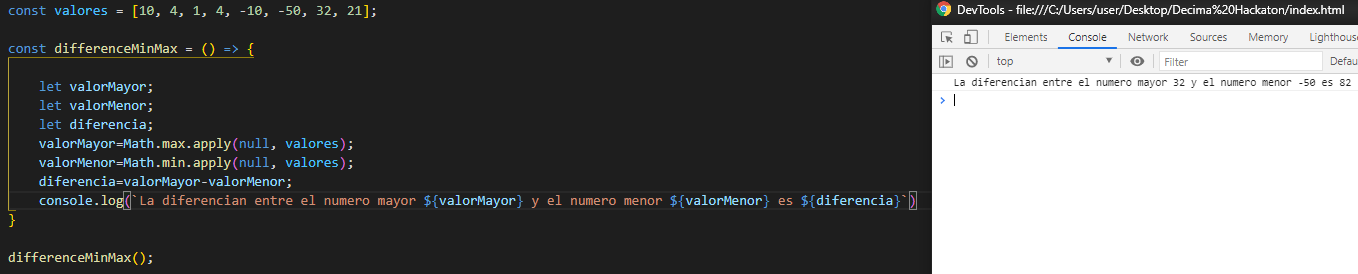 const valores = [10, 4, 1, 4, -10, -50, 32, 21];
const differenceMinMax = () => {
let valorMayor;
let valorMenor;
let diferencia;
valorMayor=Math.max.apply(null, valores);
valorMenor=Math.min.apply(null, valores);
diferencia=valorMayor-valorMenor;
console.log(`La diferencian entre el numero mayor ${valorMayor} y el numero menor ${valorMenor} es ${diferencia}`)
}
differenceMinMax();
DevTools - file:///C:/Users/user/Desktop/Decima%20Hackaton/index.html
Elements Console Network Sources Memory Lighthous
top Filter Defau
La diferencian entre el numero mayor 32 y el numero menor -50 es 82
>